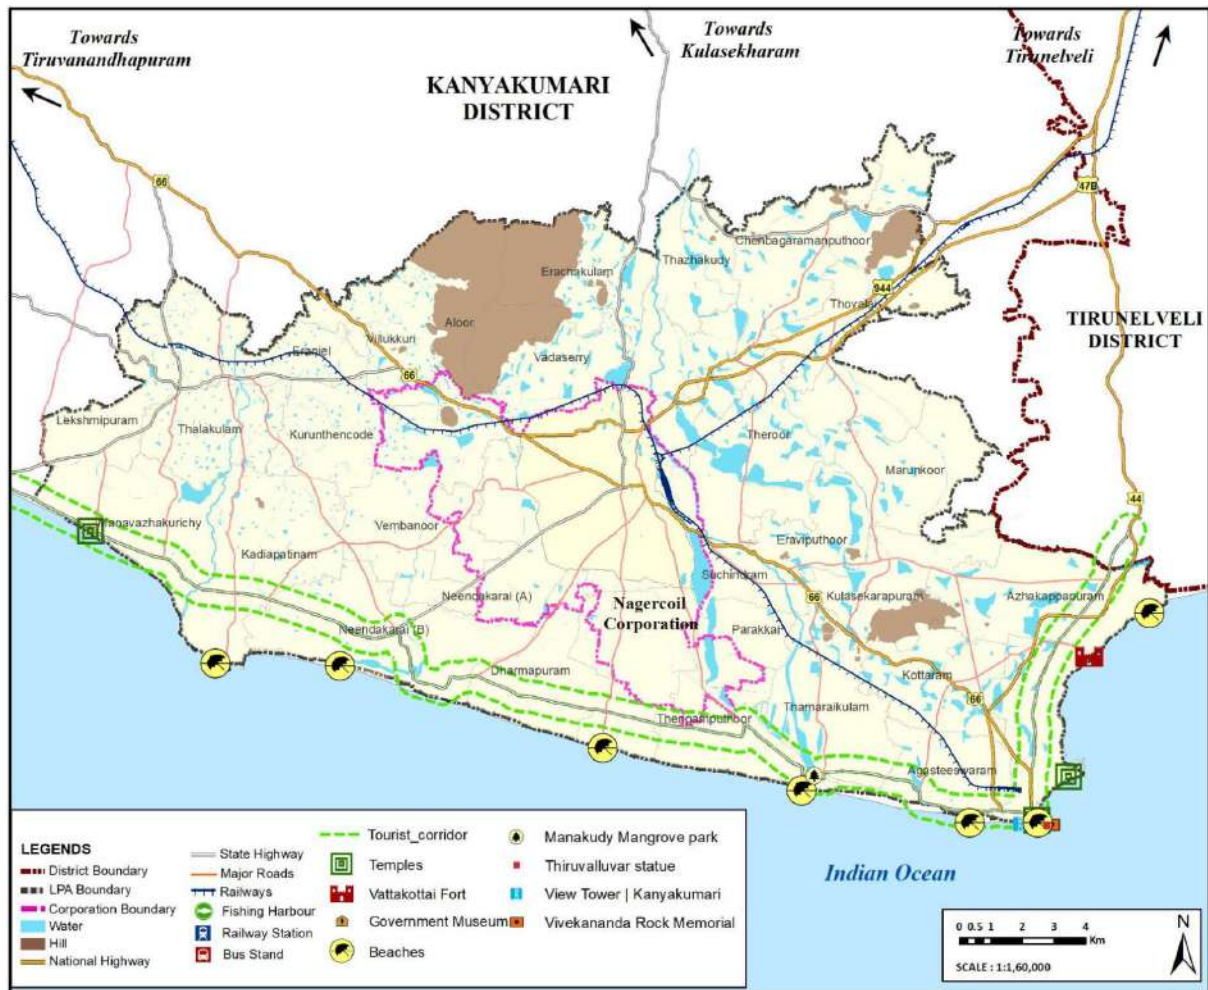 Towards
Tiruvanandhapuram
Towards
Kulasekharam
Towards
Tirunelveli
KANYAKUMARI
DISTRICT
66
47B
Chenbagaramanputhoor
Thazhakudy
Erachakulam
944
Thovalai
Aloor
TIRUNELVELI
DISTRICT
Villukkuri
Eraniel
Vadaserry
66
Lekshmipuram
Thalakulam
Kurunthencode
Theroor
Marunkoor
44
Vembanoor
Kadiapatinam
Eraviputhoor
Suchindram
Neendakarai (A)
66
Kulasekarapuram
Azhakappapuram
Nagercoil
Corporation
Neendakarai (B)
Parakkai
Dharmapuram
Kottaram
66
Thamaraikulam
Thengamputhoor
Agasteeswaram
Indian Ocean
LEGENDS
District Boundary
LPA Boundary
Corporation Boundary
Water
Hill
National Highway
State Highway
Major Roads
Railways
Fishing Harbour
Railway Station
Bus Stand
Tourist_corridor
Temples
Vattakottai Fort
Government Museum
Beaches
Manakudy Mangrove park
Thiruvalluvar statue
View Tower | Kanyakumari
Vivekananda Rock Memorial
N
0 0.5 1 2 3 4
Km
SCALE : 1:1,60,000